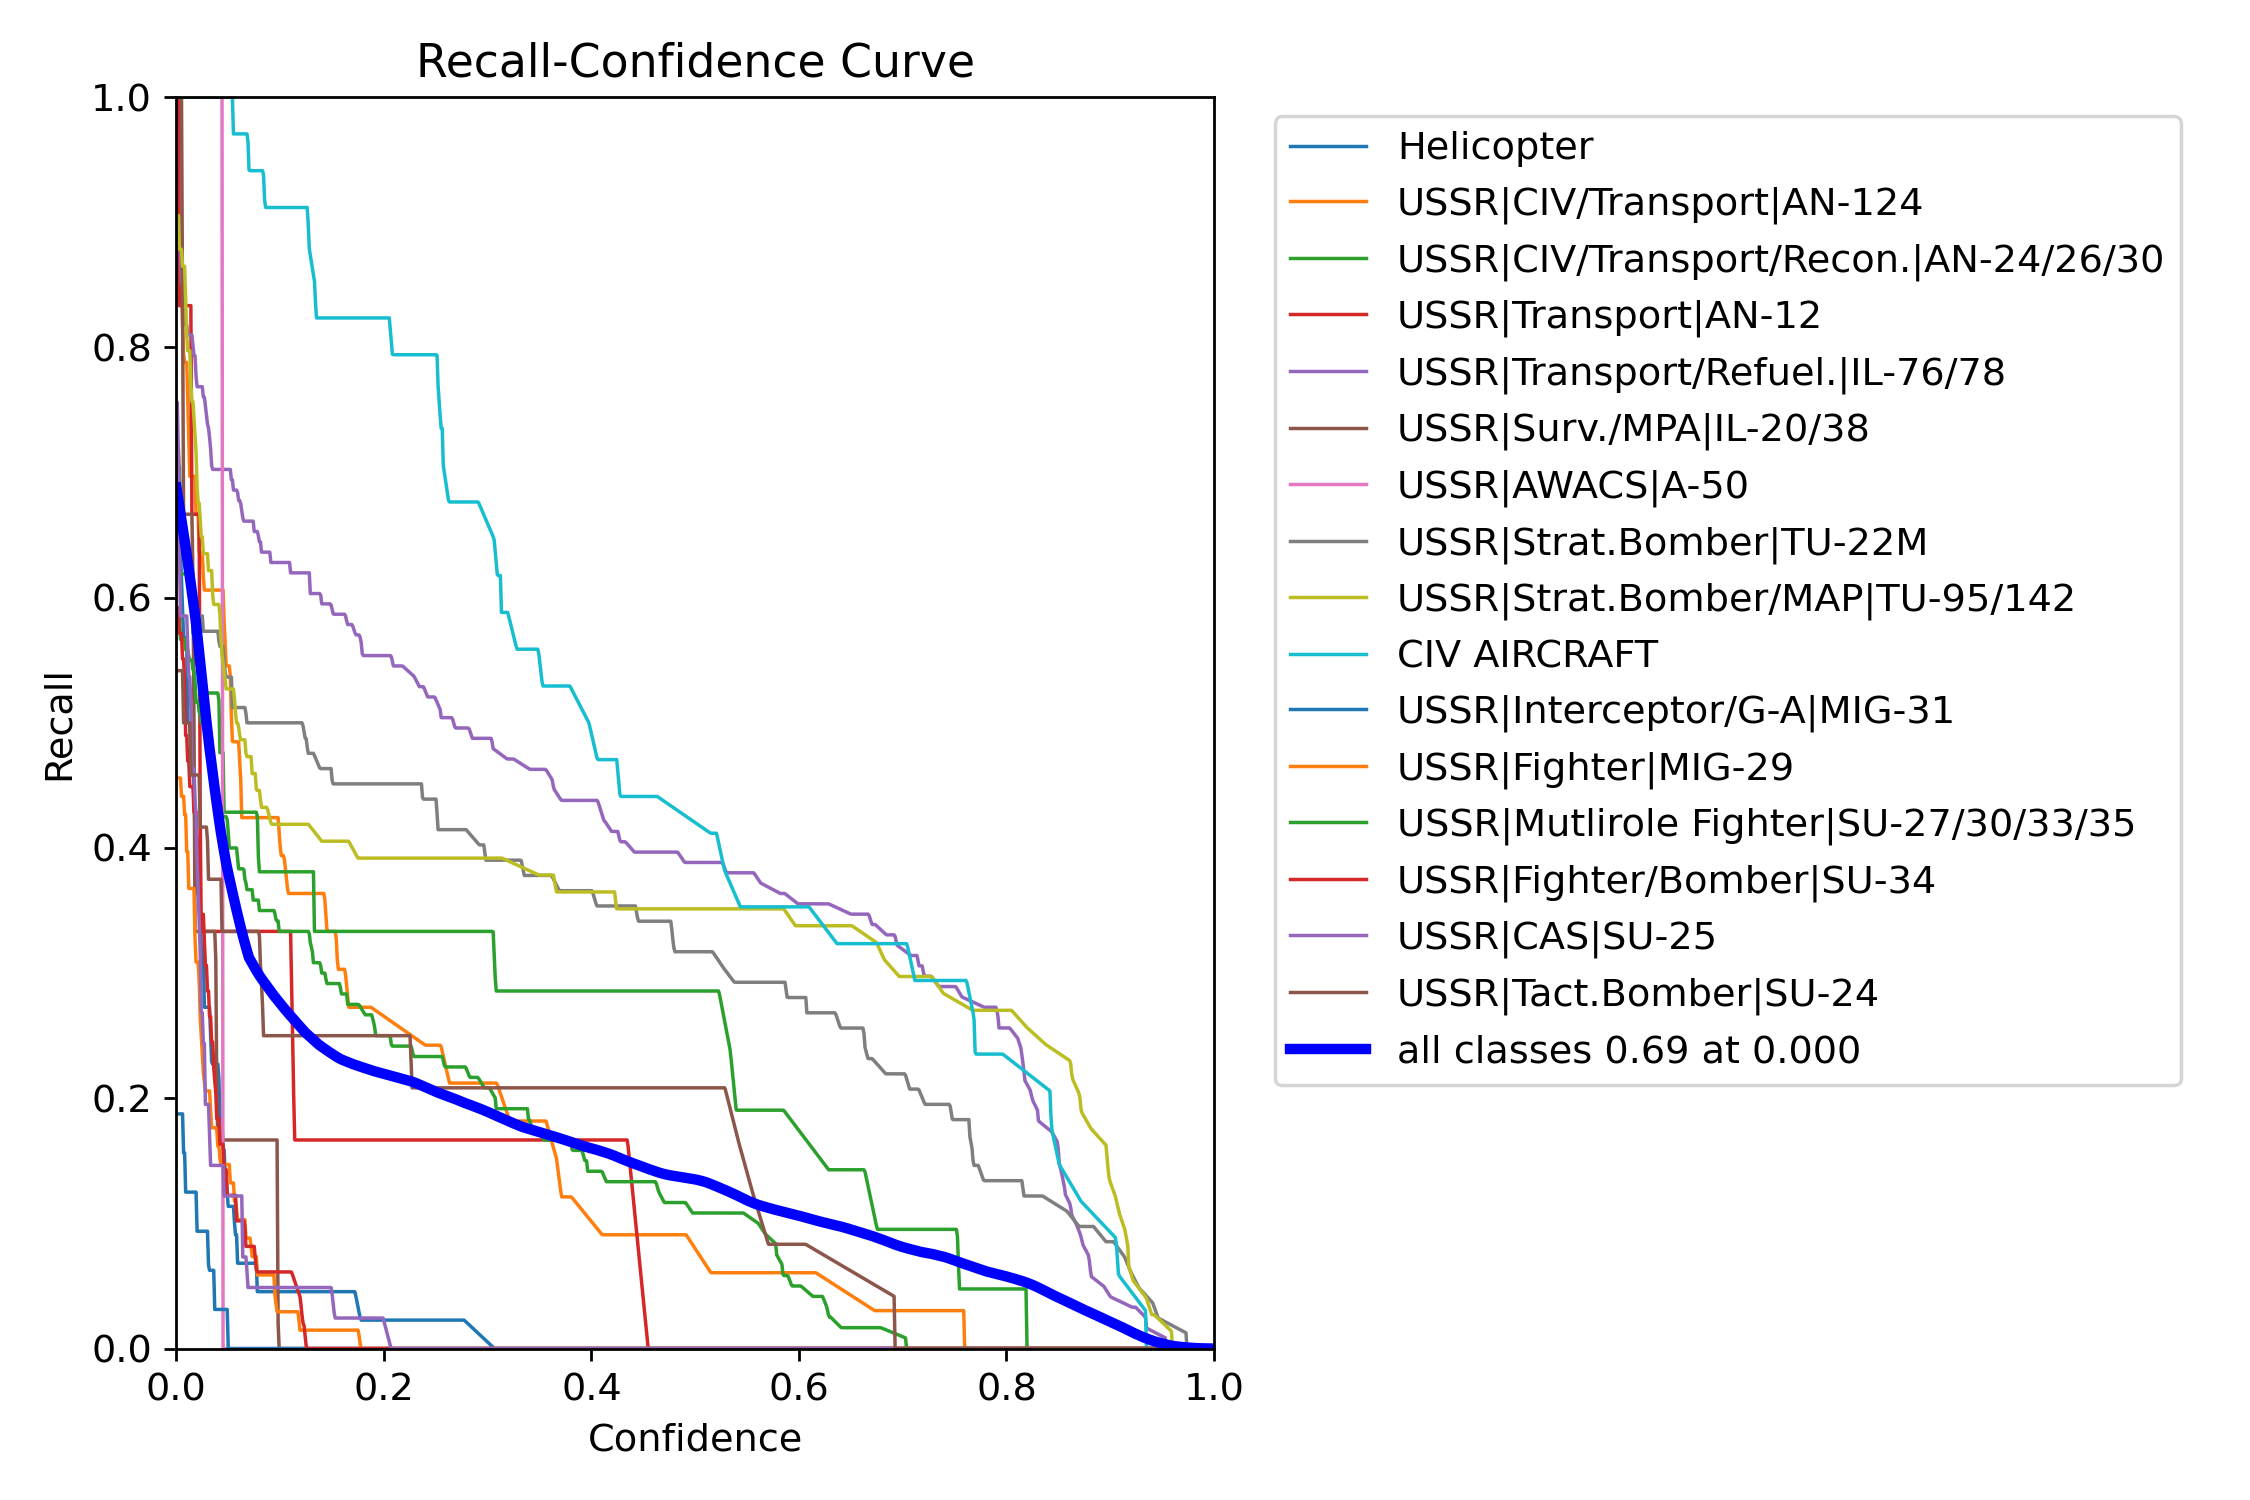 Recall-Confidence Curve
1.0
0.8
0.6
0.4
0.2
0.0
Recall
0.0 0.2 0.4 0.6 0.8 1.0
Confidence
Helicopter
USSR|CIV/Transport|AN-124
USSR|CIV/Transport/Recon.|AN-24/26/30
USSR|Transport|AN-12
USSR|Transport/Refuel.|IL-76/78
USSR|Surv./MPA|IL-20/38
USSR|AWACS|A-50
USSR|Strat.Bomber|TU-22M
USSR|Strat.Bomber/MAP|TU-95/142
CIV AIRCRAFT
USSR|Interceptor/G-A|MIG-31
USSR|Fighter|MIG-29
USSR|Mutlirole Fighter|SU-27/30/33/35
USSR|Fighter/Bomber|SU-34
USSR|CAS|SU-25
USSR|Tact.Bomber|SU-24
all classes 0.69 at 0.000